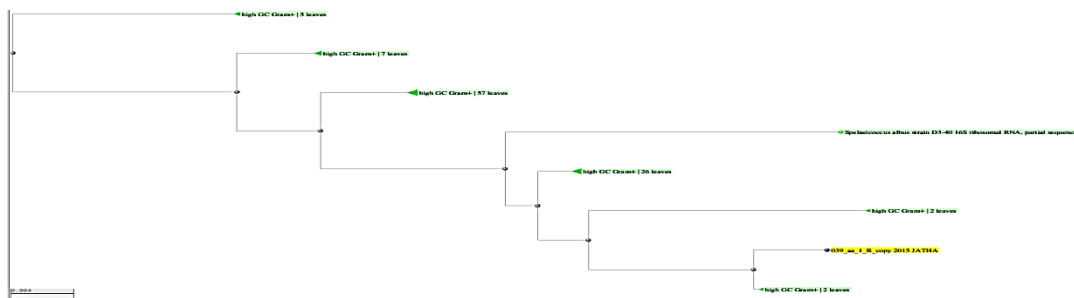 high GC Gram+ | 5 leaves
high GC Gram+ | 7 leaves
high GC Gram+ | 57 leaves
Spelaeicoccus albus strain D3-40 16S ribosomal RNA, partial sequenc
high GC Gram+ | 26 leaves
high GC Gram+ | 2 leaves
039_aa_1_R_copy 2015 JATHA
high GC Gram+ | 2 leaves
0.004